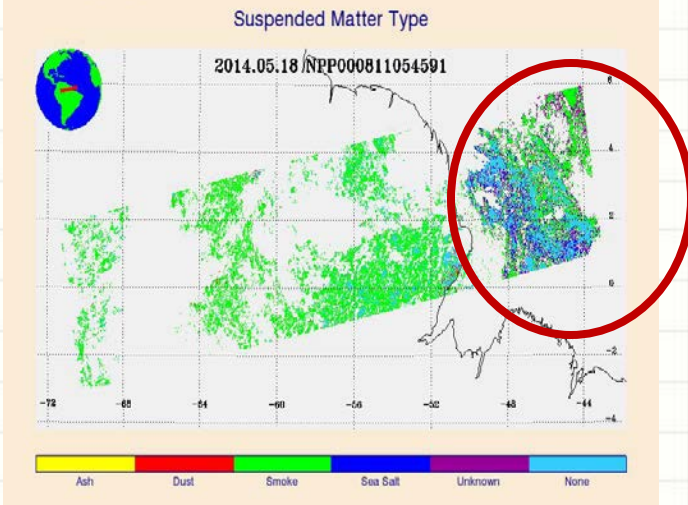 Suspended Matter Type
2014.05.18 NPP000811054591
6
4
2
0
-2
-4
-72 -68 -64 -60 -56 -52 -48 -44
Ash Dust Smoke Sea Salt Unknown None